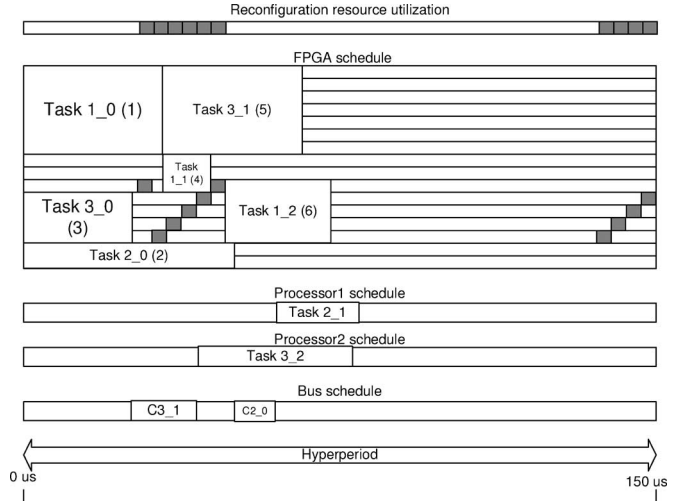 Reconfiguration resource utilization
FPGA schedule
Task 1_0 (1)
Task 3_1 (5)
Task
1_1 (4)
Task 3_0
(3)
Task 1_2 (6)
Task 2_0 (2)
Processor1 schedule
Task 2_1
Processor2 schedule
Task 3_2
Bus schedule
C3_1
C2_0
Hyperperiod
0 us
150 us